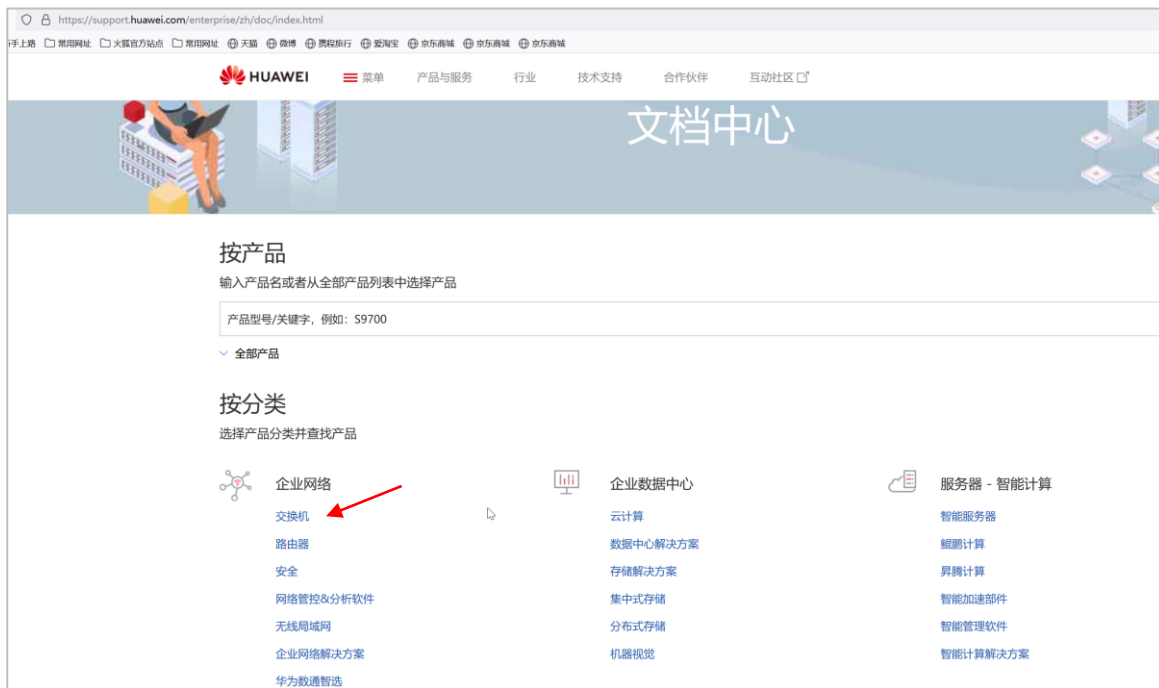 https://support.huawei.com/enterprise/zh/doc/index.html
手上路 常用网址 火狐官方站点 常用网址 天猫 微博 携程旅行 爱淘宝 京东商城 京东商城 京东商城
HUAWEI 菜单 产品与服务 行业 技术支持 合作伙伴 互动社区
文档中心
按产品
输入产品名或者从全部产品列表中选择产品
产品型号/关键字，例如：S9700
全部产品
按分类
选择产品分类并查找产品
企业网络 企业数据中心 服务器 - 智能计算
交换机 云计算 智能服务器
路由器 数据中心解决方案 鲲鹏计算
安全 存储解决方案 昇腾计算
网络管控&分析软件 集中式存储 智能加速部件
无线局域网 分布式存储 智能管理软件
企业网络解决方案 机器视觉 智能计算解决方案
华为数通智选